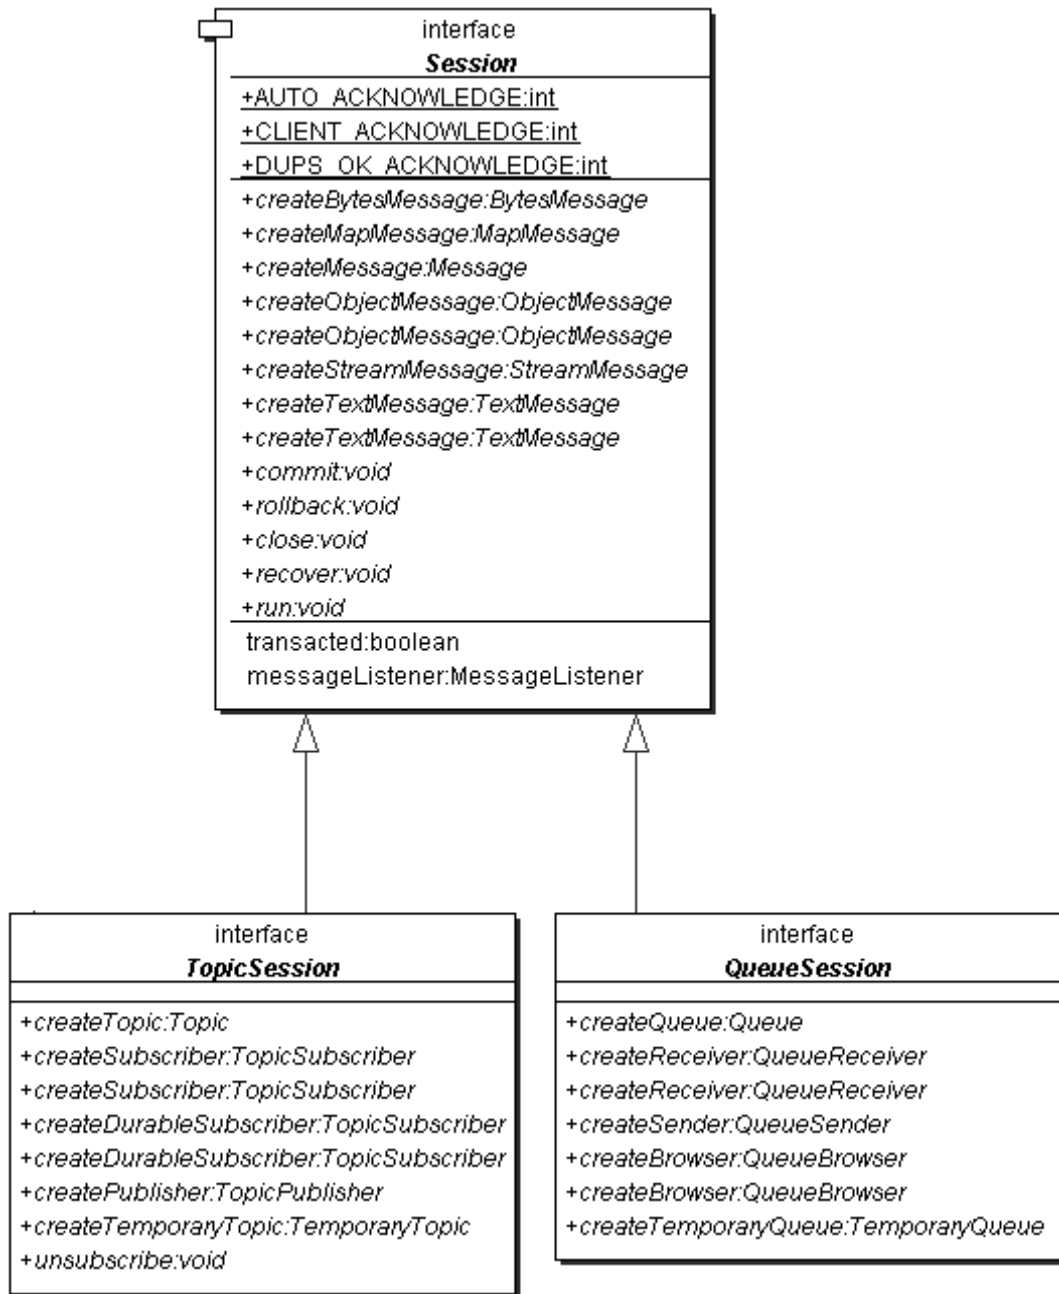 interface
Session
+AUTO_ACKNOWLEDGE:int
+CLIENT_ACKNOWLEDGE:int
+DUPS_OK_ACKNOWLEDGE:int
+createBytesMessage:BytesMessage
+createMapMessage:MapMessage
+createMessage:Message
+createObjectMessage:ObjectMessage
+createObjectMessage:ObjectMessage
+createStreamMessage:StreamMessage
+createTextMessage:TextMessage
+createTextMessage:TextMessage
+commit:void
+rollback:void
+close:void
+recover:void
+run:void
transacted:boolean
messageListener:MessageListener
interface
TopicSession
+createTopic:Topic
+createSubscriber:TopicSubscriber
+createSubscriber:TopicSubscriber
+createDurableSubscriber:TopicSubscriber
+createDurableSubscriber:TopicSubscriber
+createPublisher:TopicPublisher
+createTemporaryTopic:TemporaryTopic
+unsubscribe:void
interface
QueueSession
+createQueue:Queue
+createReceiver:QueueReceiver
+createReceiver:QueueReceiver
+createSender:QueueSender
+createBrowser:QueueBrowser
+createBrowser:QueueBrowser
+createTemporaryQueue:TemporaryQueue